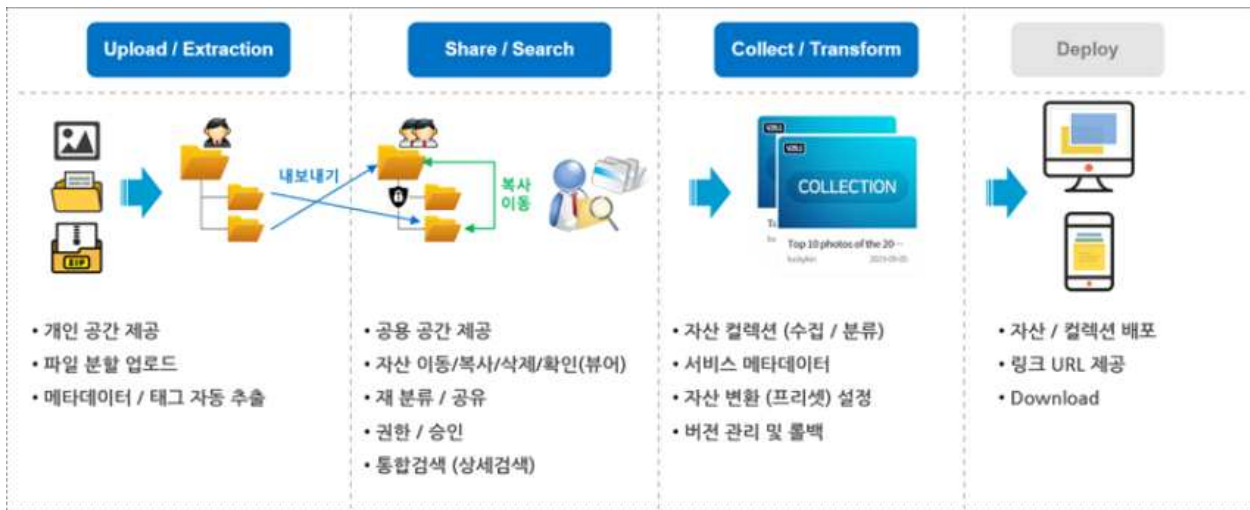 Upload / Extraction
Share / Search
Collect / Transform
Deploy
내보내기
복사
이동
ZIP
COLLECTION
Top 10 photos of the 20…
luckykin
2023-09-05
• 개인 공간 제공
• 파일 분할 업로드
• 메타데이터 / 태그 자동 추출
• 공용 공간 제공
• 자산 이동/복사/삭제/확인(뷰어)
• 재 분류 / 공유
• 권한 / 승인
• 통합검색 (상세검색)
• 자산 컬렉션 (수집 / 분류)
• 서비스 메타데이터
• 자산 변환 (프리셋) 설정
• 버전 관리 및 롤백
• 자산 / 컬렉션 배포
• 링크 URL 제공
• Download